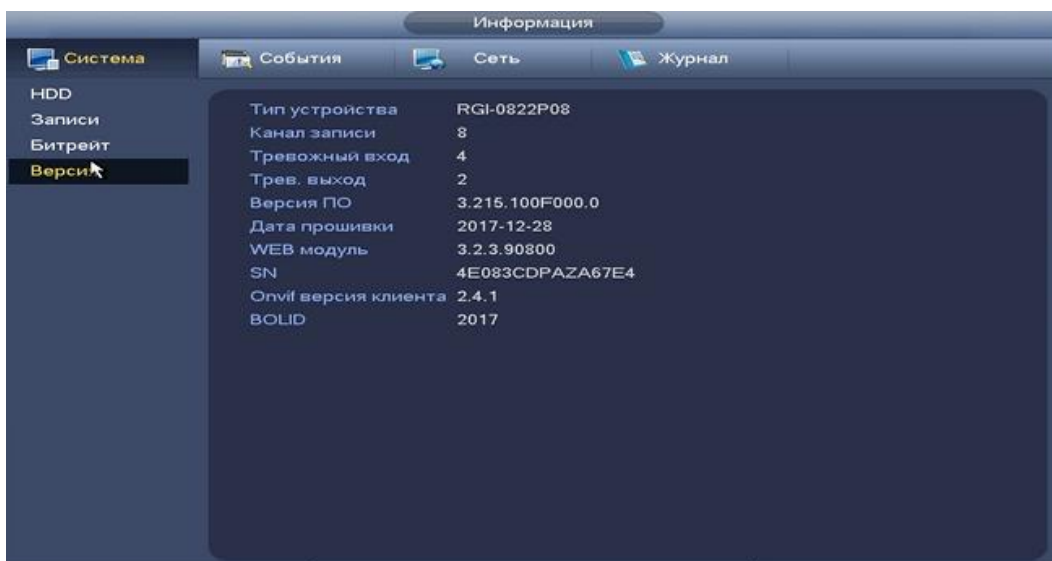 Информация
Система События Сеть Журнал
HDD
Записи
Битрейт
Версия
Тип устройства RGI-0822P08
Канал записи 8
Тревожный вход 4
Трев. выход 2
Версия ПО 3.215.100F000.0
Дата прошивки 2017-12-28
WEB модуль 3.2.3.90800
SN 4E083CDPAZA67E4
Onvif версия клиента 2.4.1
BOLID 2017